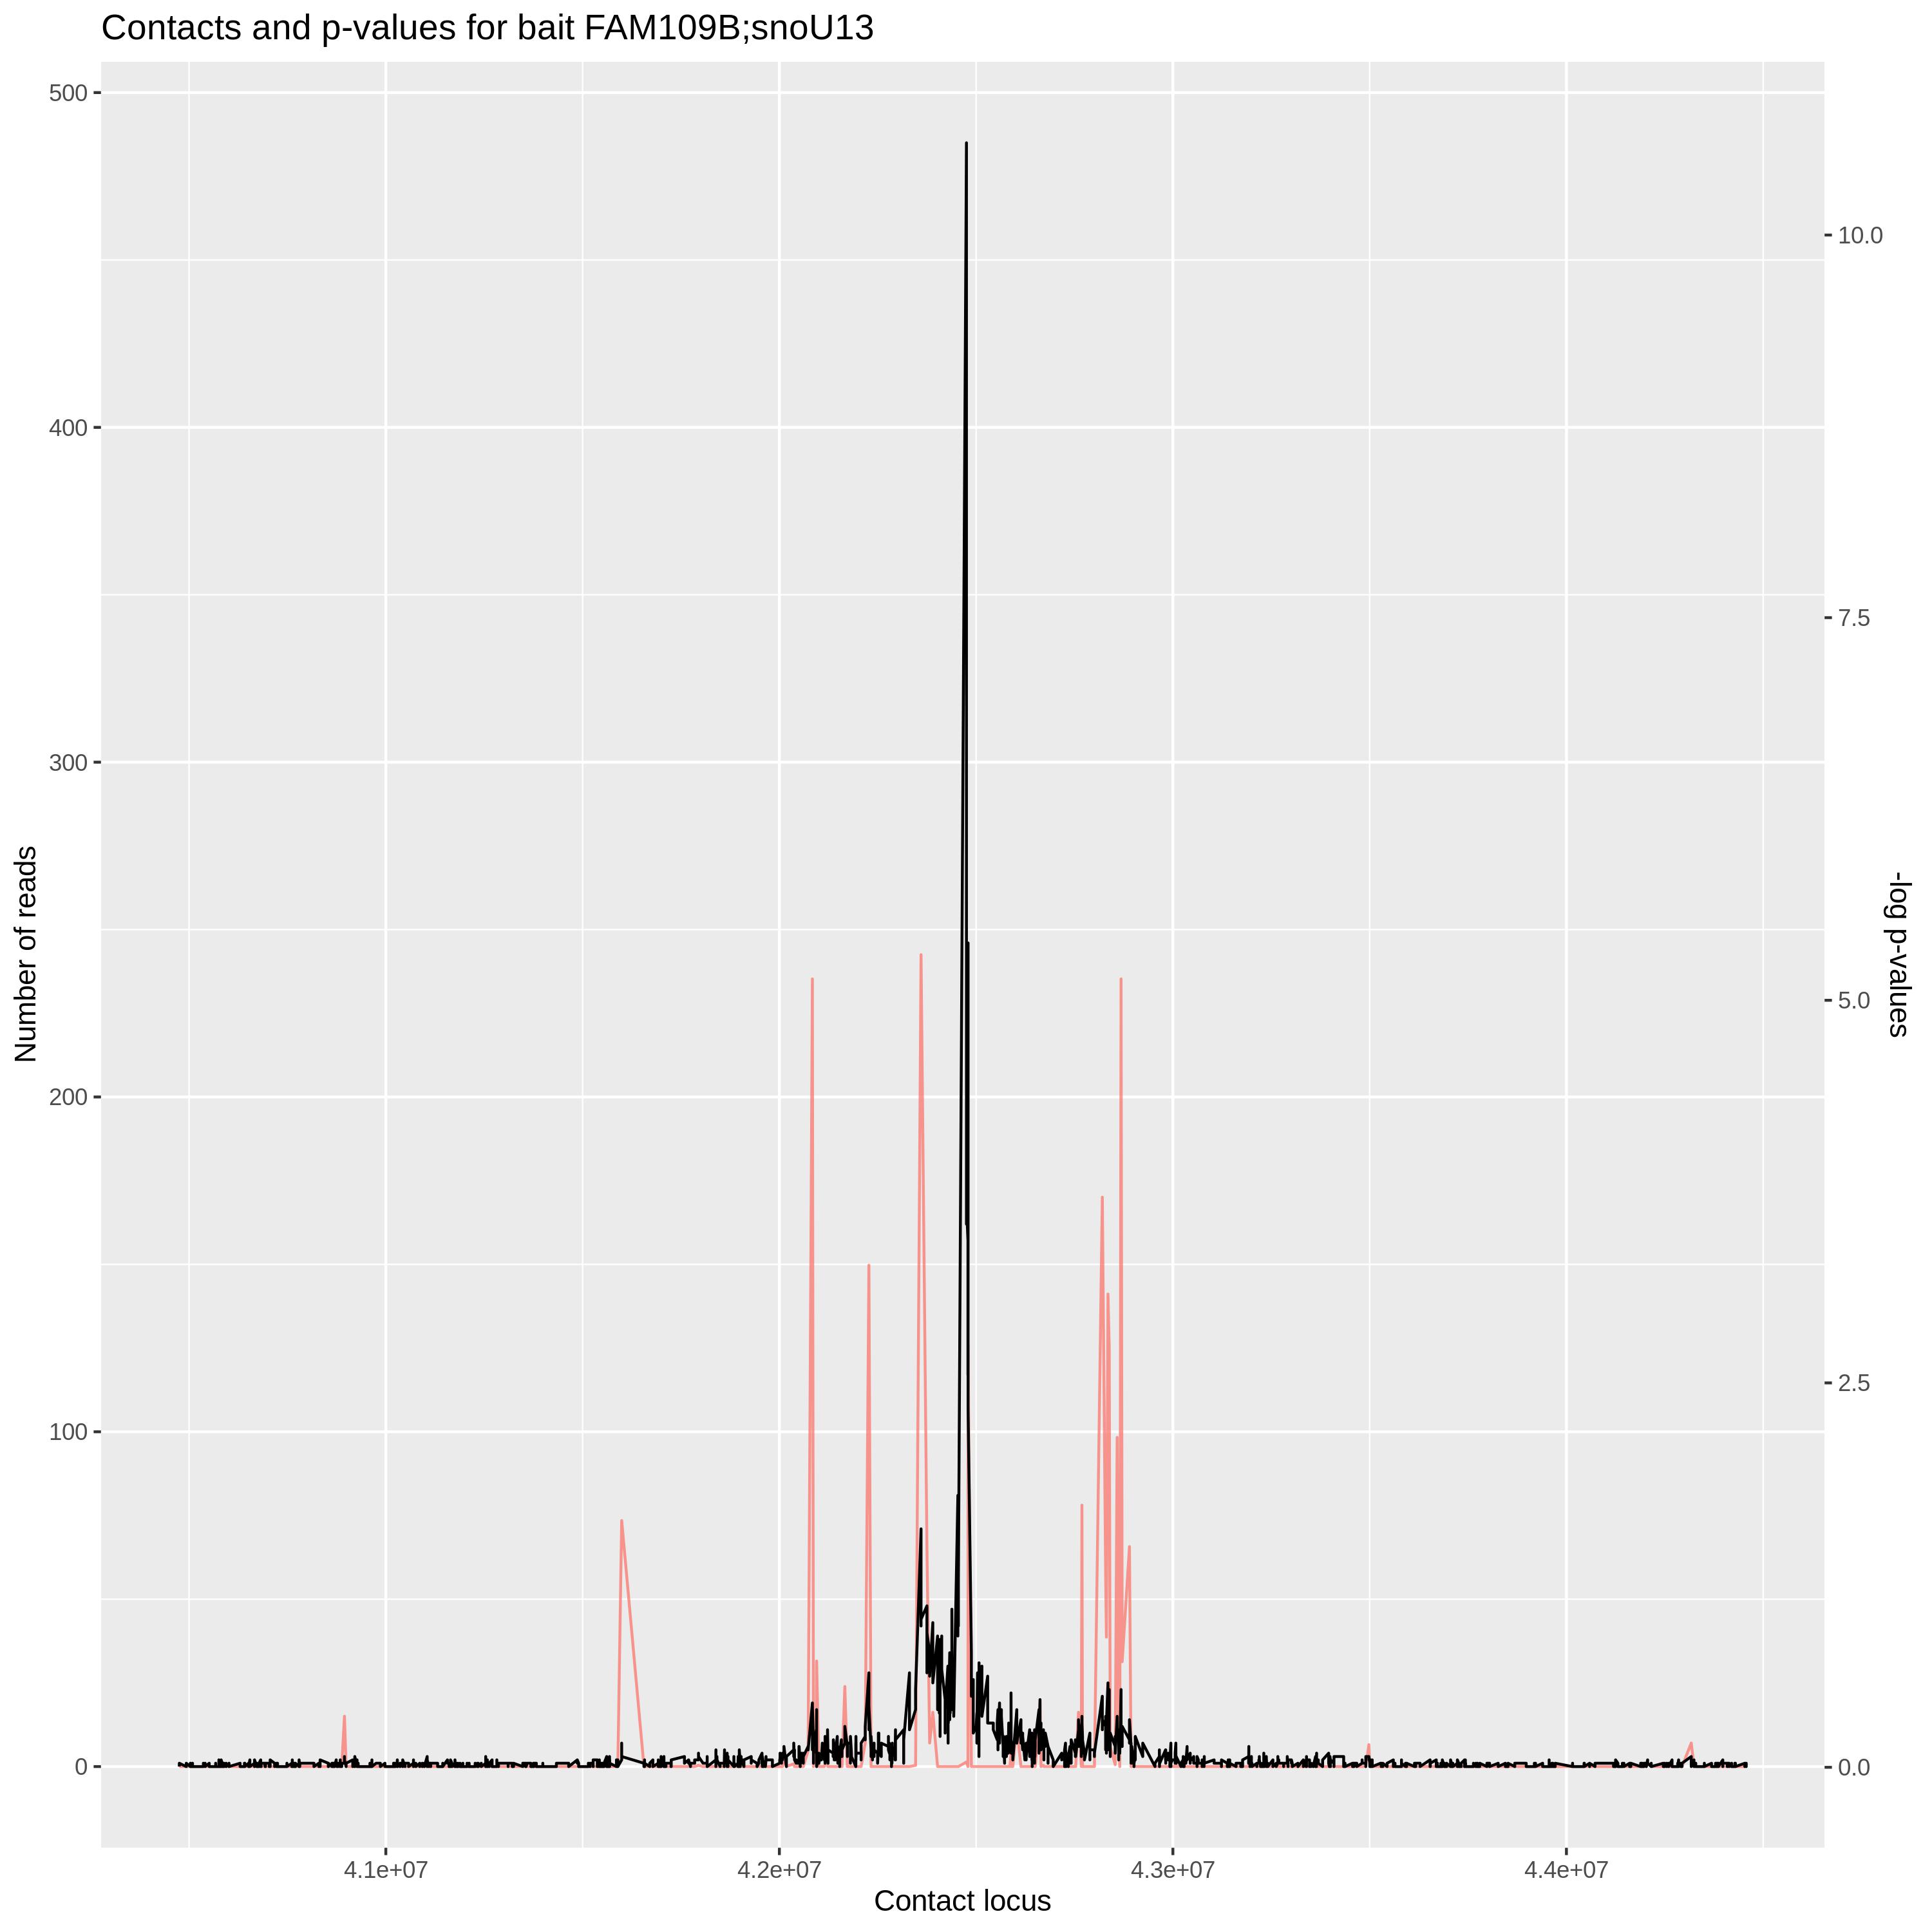 Contacts and p-values for bait FAM109B;snoU13
500
400
300
200
100
0
Number of reads
10.0
7.5
5.0
2.5
0.0
-log p-values
4.1e+07
4.2e+07
4.3e+07
4.4e+07
Contact locus